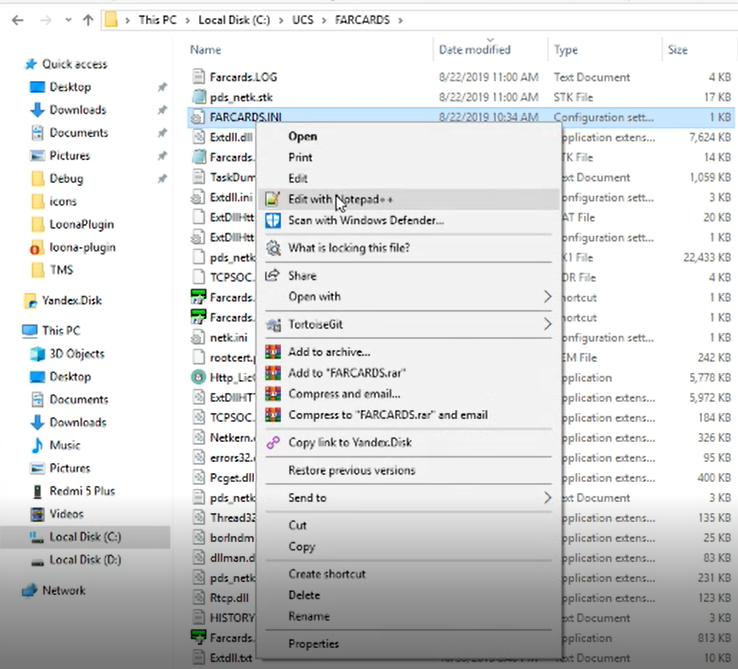 This PC > Local Disk (C:) > UCS > FARCARDS >
Name Date modified Type Size
Quick access
Desktop
Downloads
Documents
Pictures
Debug
icons
LoonaPlugin
loona-plugin
TMS
Yandex.Disk
This PC
3D Objects
Desktop
Documents
Downloads
Music
Pictures
Redmi 5 Plus
Videos
Local Disk (C:)
Local Disk (D:)
Network
Farcards.LOG 8/22/2019 11:00 AM Text Document 4 KB
pds_netk.stk 8/22/2019 11:00 AM STK File 17 KB
FARCARDS.INI 8/22/2019 10:34 AM Configuration sett... 1 KB
Extdll.dll pplication extens... 7,624 KB
Farcards. TK File 14 KB
TaskDum ext Document 1,059 KB
Extdll.ini onfiguration sett... 3 KB
ExtDllHtt AT File 20 KB
ExtDllHtt onfiguration sett... 1 KB
pds_netk 1 File 22,433 KB
TCPSOC. DR File 4 KB
Farcards. hortcut 1 KB
Farcards. hortcut 1 KB
netk.ini onfiguration sett... 1 KB
rootcert.p EM File 242 KB
Http_Lic pplication 5,778 KB
ExtDllHT pplication extens... 5,972 KB
TCPSOC. pplication extens... 184 KB
Netkern. pplication extens... 326 KB
errors32. pplication extens... 95 KB
Pcget.dll pplication extens... 400 KB
pds_netk ext Document 3 KB
Thread32 pplication extens... 135 KB
borlndm pplication extens... 25 KB
dllman.d pplication extens... 83 KB
pds_netk pplication extens... 231 KB
Rtcp.dll pplication extens... 123 KB
HISTORY ext Document 3 KB
Farcards. pplication 813 KB
Extdll.txt ext Document 10 KB
Open
Print
Edit
Edit with Notepad++
Scan with Windows Defender...
What is locking this file?
Share
Open with
TortoiseGit
Add to archive...
Add to "FARCARDS.rar"
Compress and email...
Compress to "FARCARDS.rar" and email
Copy link to Yandex.Disk
Restore previous versions
Send to
Cut
Copy
Create shortcut
Delete
Rename
Properties